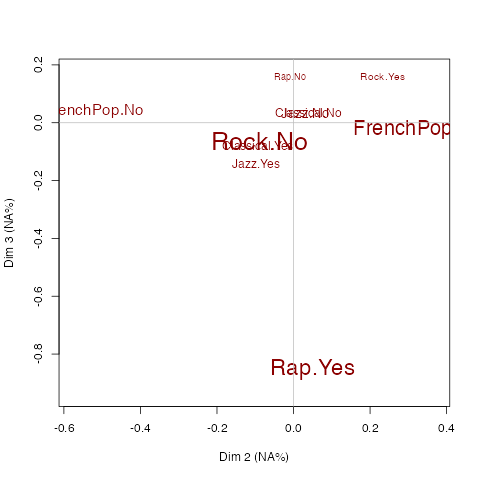 0.2
0.0
-0.2
-0.4
-0.6
-0.8
Dim 3 (NA%)
Rap.No
Rock.Yes
enchPop.No
Classical.No
Jazz.No
FrenchPop
Rock.No
Classical.Yes
Jazz.Yes
Rap.Yes
-0.6
-0.4
-0.2
0.0
0.2
0.4
Dim 2 (NA%)